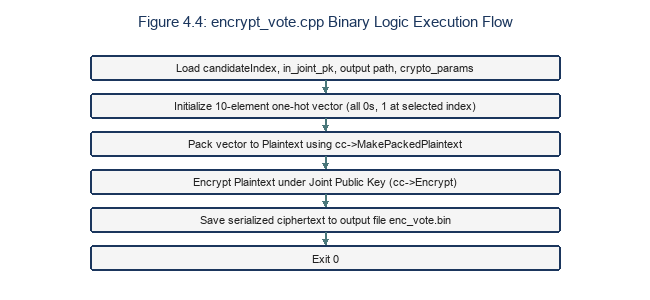 Figure 4.4: encrypt_vote.cpp Binary Logic Execution Flow
Load candidateIndex, in_joint_pk, output path, crypto_params
Initialize 10-element one-hot vector (all 0s, 1 at selected index)
Pack vector to Plaintext using cc->MakePackedPlaintext
Encrypt Plaintext under Joint Public Key (cc->Encrypt)
Save serialized ciphertext to output file enc_vote.bin
Exit 0